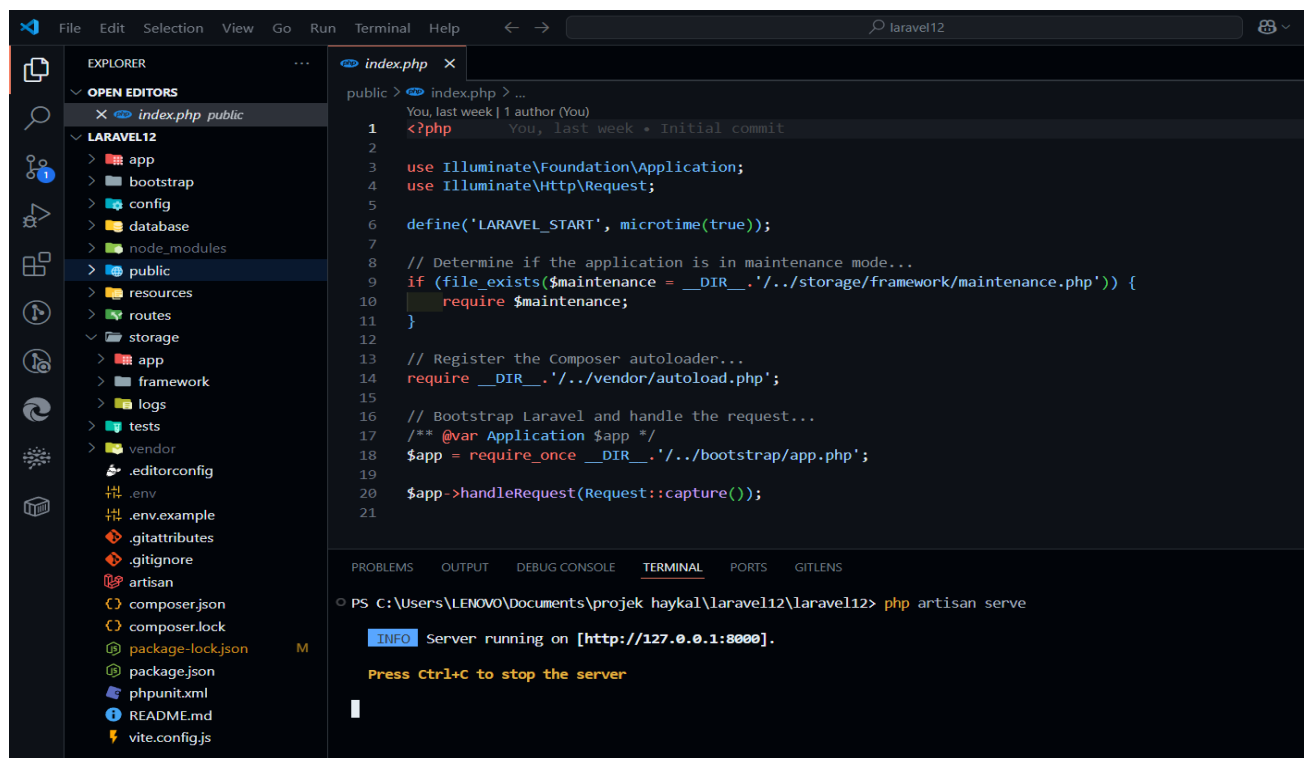 File Edit Selection View Go Run Terminal Help laravel12
EXPLORER
OPEN EDITORS
index.php public
LARAVEL12
app
bootstrap
config
database
node_modules
public
resources
routes
storage
app
framework
logs
tests
vendor
.editorconfig
.env
.env.example
.gitattributes
.gitignore
artisan
composer.json
composer.lock
package-lock.json M
package.json
phpunit.xml
README.md
vite.config.js
1
php index.php
public > php index.php > ...
You, last week | 1 author (You)
1 <?php You, last week • Initial commit
2
3 use Illuminate\Foundation\Application;
4 use Illuminate\Http\Request;
5
6 define('LARAVEL_START', microtime(true));
7
8 // Determine if the application is in maintenance mode...
9 if (file_exists($maintenance = __DIR__.'/../storage/framework/maintenance.php')) {
10 require $maintenance;
11 }
12
13 // Register the Composer autoloader...
14 require __DIR__.'/../vendor/autoload.php';
15
16 // Bootstrap Laravel and handle the request...
17 /** @var Application $app */
18 $app = require_once __DIR__.'/../bootstrap/app.php';
19
20 $app->handleRequest(Request::capture());
21
PROBLEMS OUTPUT DEBUG CONSOLE TERMINAL PORTS GITLENS
PS C:\Users\LENOVO\Documents\projek haykal\laravel12\laravel12> php artisan serve
INFO Server running on [http://127.0.0.1:8000].
Press Ctrl+C to stop the server